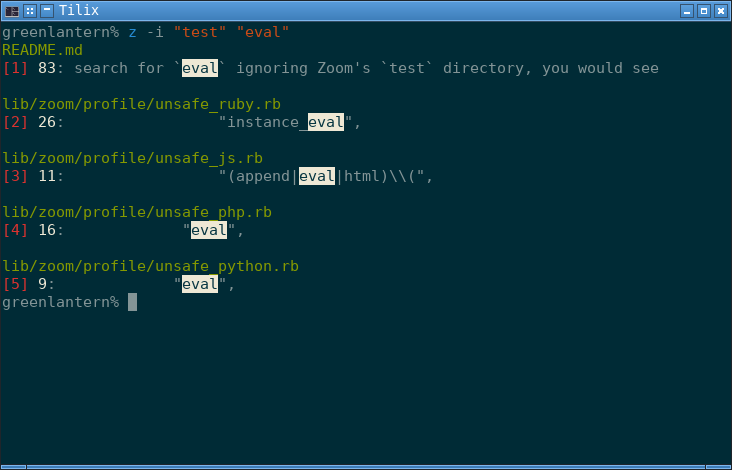 Tilix
greenlantern% z -i "test" "eval"
README.md
[1] 83: search for `eval` ignoring Zoom's `test` directory, you would see
lib/zoom/profile/unsafe_ruby.rb
[2] 26:                 "instance_eval",
lib/zoom/profile/unsafe_js.rb
[3] 11:                 "(append|eval|html)\\(",
lib/zoom/profile/unsafe_php.rb
[4] 16:             "eval",
lib/zoom/profile/unsafe_python.rb
[5] 9:             "eval",
greenlantern%